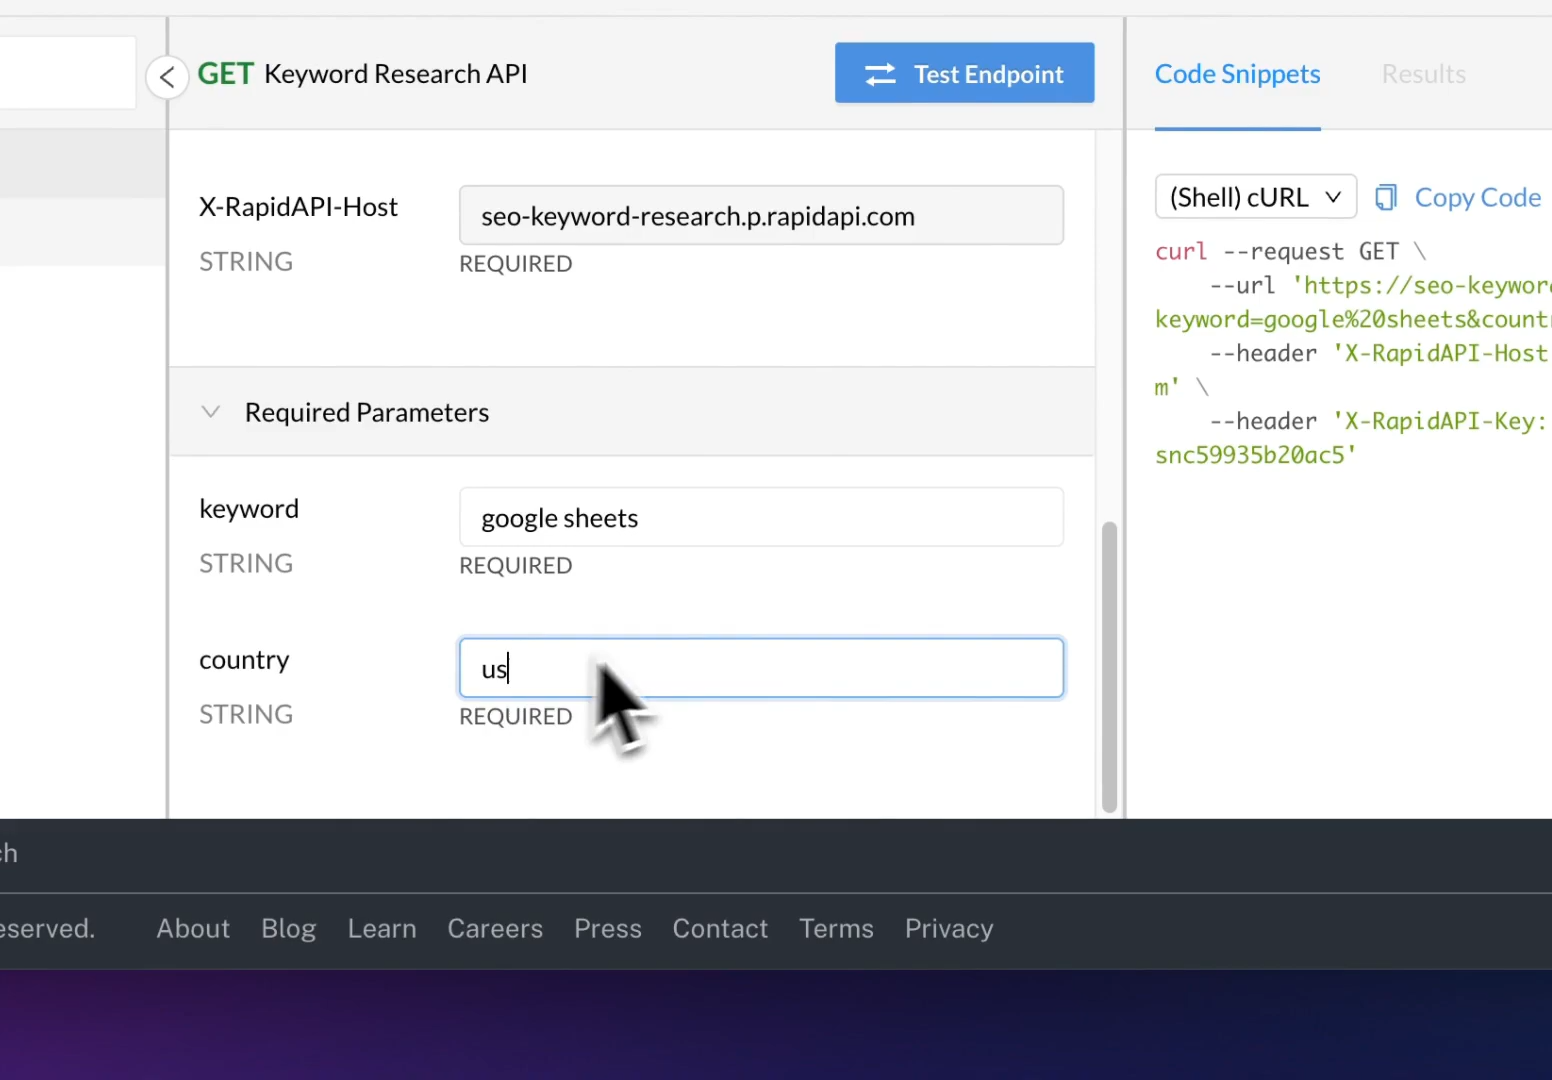 GET Keyword Research API
Test Endpoint
Code Snippets
Results
X-RapidAPI-Host
seo-keyword-research.p.rapidapi.com
STRING
REQUIRED
(Shell) cURL
Copy Code
curl --request GET \
--url 'https://seo-keywor
keyword=google%20sheets&count
--header 'X-RapidAPI-Host
m' \
--header 'X-RapidAPI-Key:
snc59935b20ac5'
Required Parameters
keyword
google sheets
STRING
REQUIRED
country
us
STRING
REQUIRED
ch
eserved.
About
Blog
Learn
Careers
Press
Contact
Terms
Privacy